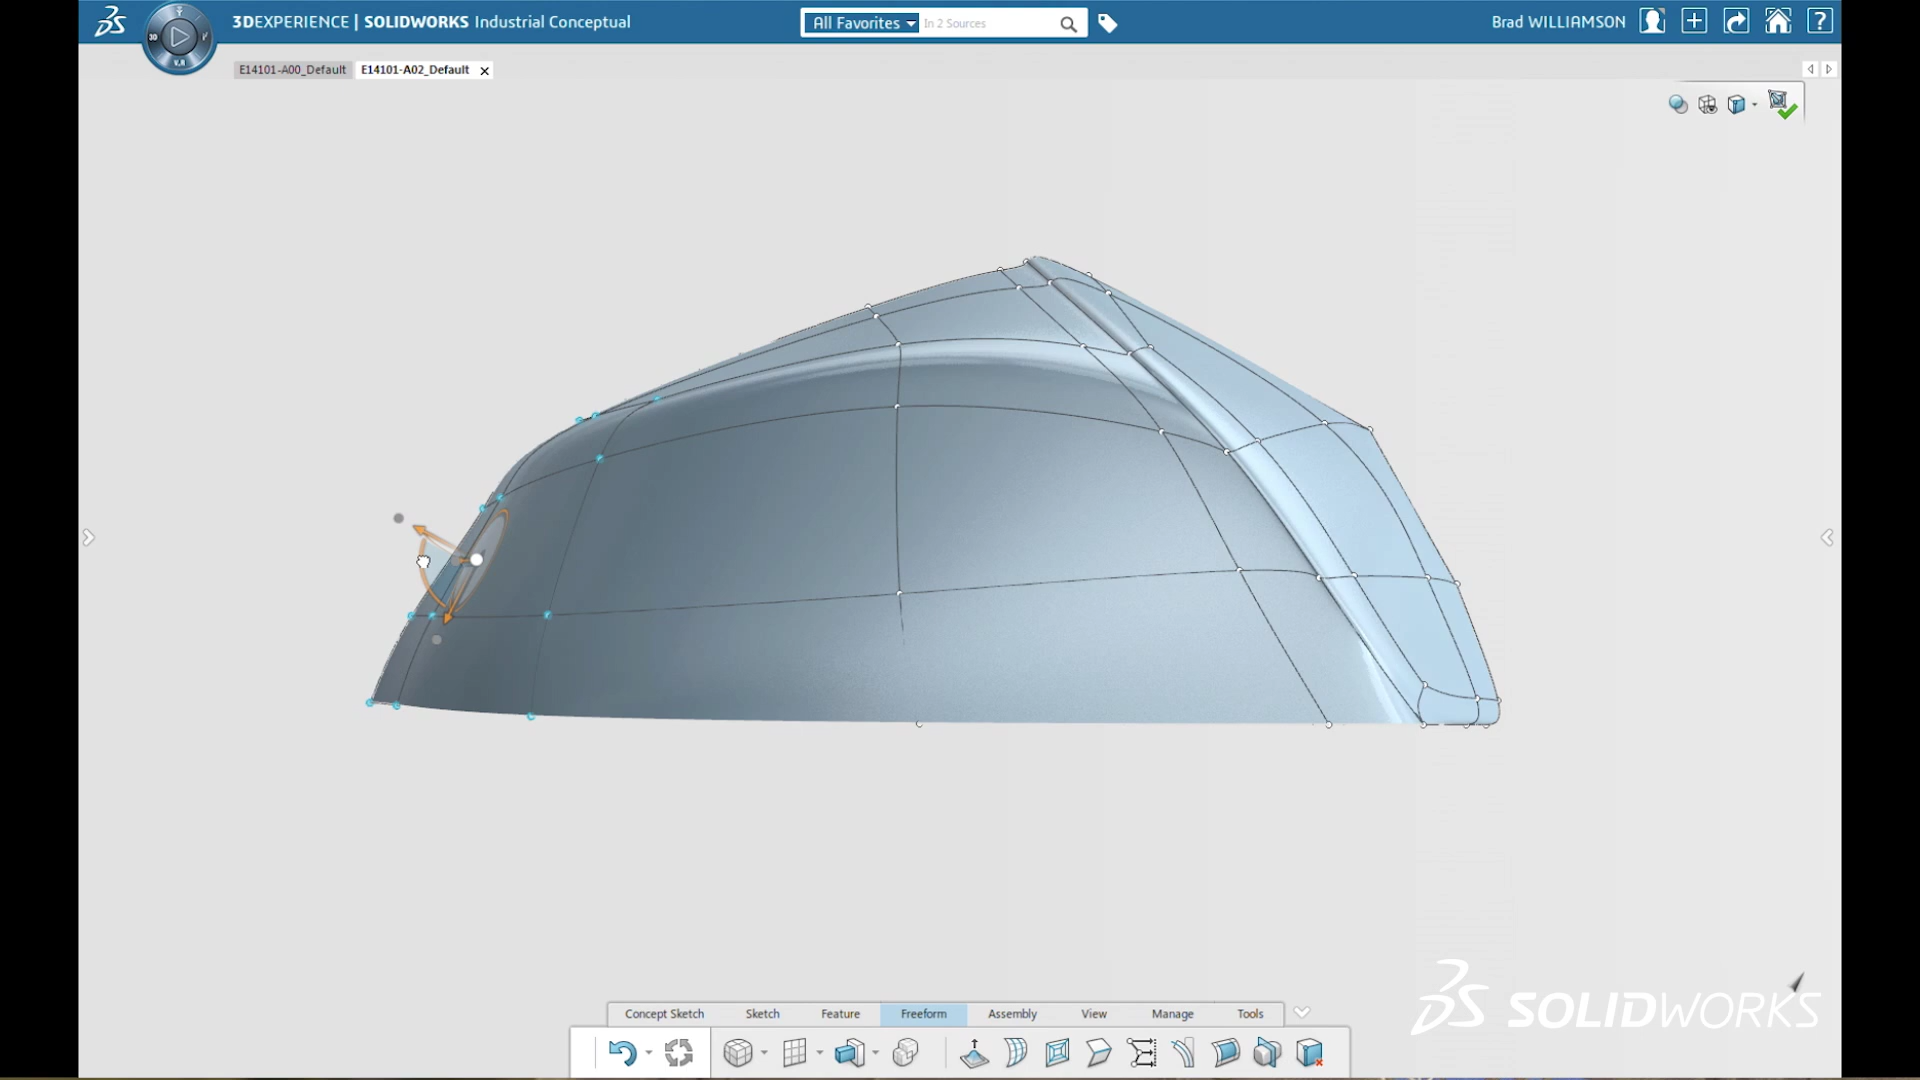 3DEXPERIENCE | SOLIDWORKS Industrial Conceptual
All Favorites
In 2 Sources
Brad WILLIAMSON
3D
V.R
E14101-A00_Default
E14101-A02_Default
Concept Sketch
Sketch
Feature
Freeform
Assembly
View
Manage
Tools
SOLIDWORKS